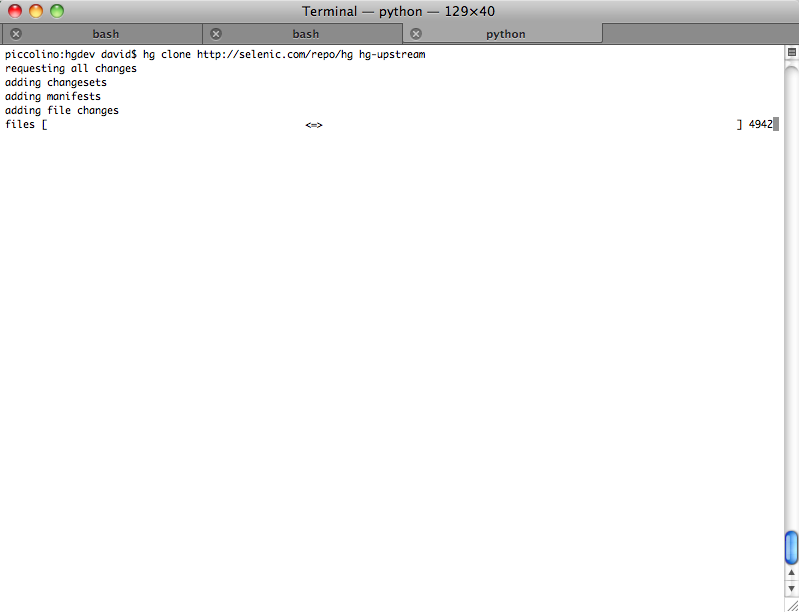 Terminal — python — 129×40
bash bash python
piccolino:hgdev david$ hg clone http://selenic.com/repo/hg hg-upstream
requesting all changes
adding changesets
adding manifests
adding file changes
files [                                           <=>                                                                     ] 4942